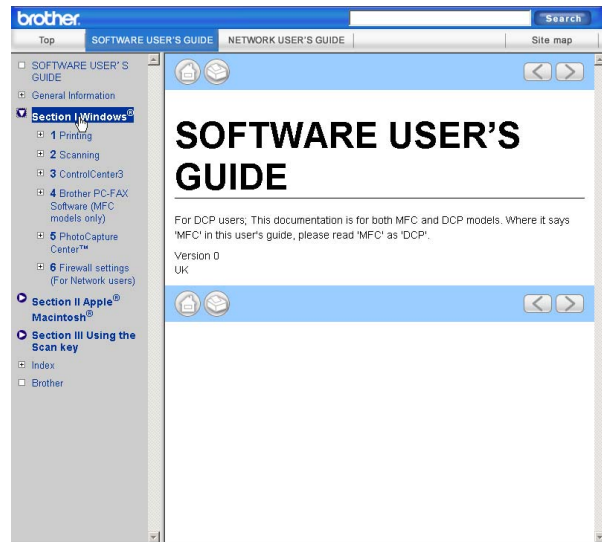 brother.
Search
Top
SOFTWARE USER'S GUIDE
NETWORK USER'S GUIDE
Site map
SOFTWARE USER'S
GUIDE
General Information
Section I Windows®
1 Printing
2 Scanning
3 ControlCenter3
4 Brother PC-FAX
Software (MFC
models only)
5 PhotoCapture
Center™
6 Firewall settings
(For Network users)
Section II Apple®
Macintosh®
Section III Using the
Scan key
Index
Brother
SOFTWARE USER'S
GUIDE
For DCP users; This documentation is for both MFC and DCP models. Where it says
'MFC' in this user's guide, please read 'MFC' as 'DCP'.
Version 0
UK